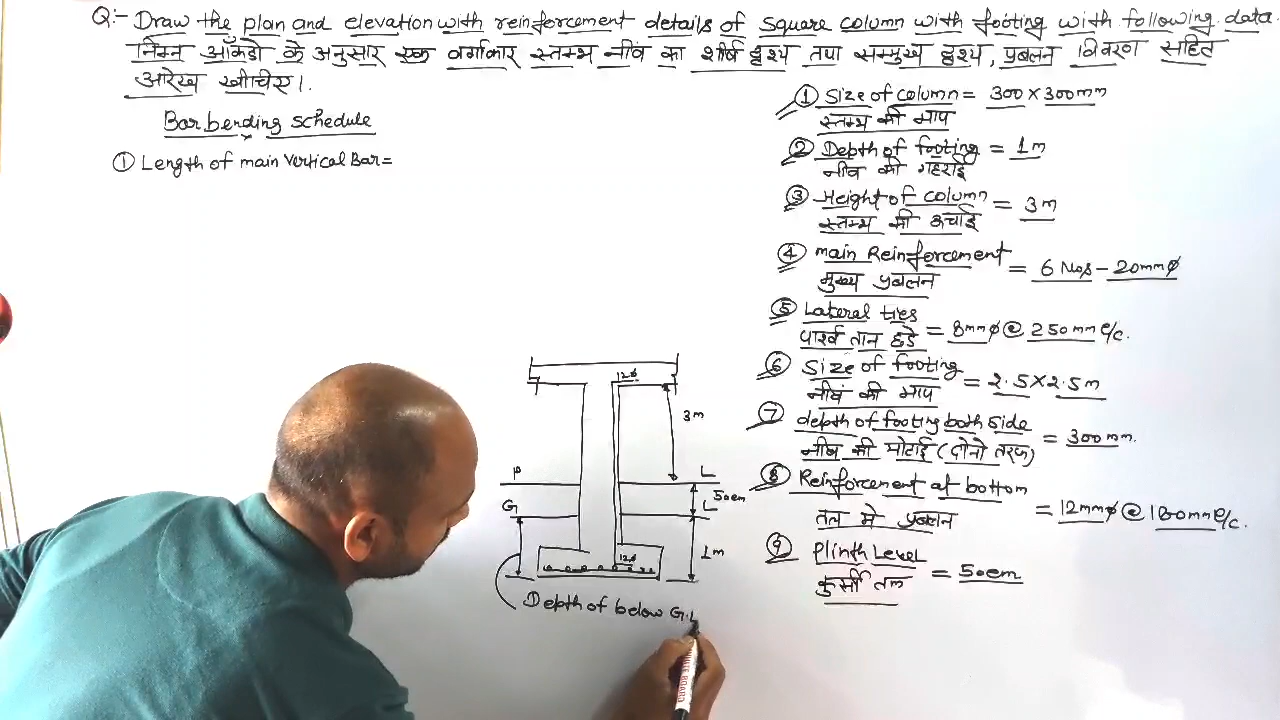 Q:- Draw the plan and elevation with reinforcement details of square column with footing with following data.
निम्न आँकडो के अनुसार एक वर्गाकार स्तम्भ नींव का शीर्ष दृश्य तथा सम्मुख दृश्य, प्रबलन विवरण सहित
आरेख खीचिए।
Bar bending schedule
① Length of main vertical Bar=
① Size of column = 300 x 300mm
स्तम्भ की माप
② Depth of footing = 1m
नींव की गहराई
③ Height of column = 3m
स्तम्भ की ऊचाई
④ main Reinforcement = 6 Nos - 20mmφ
मुख्य प्रबलन
⑤ Lateral ties = 8mmφ @ 250mm c/c.
पार्श्व तान छडे
⑥ Size of footing = 2.5 x 2.5m
नींव की माप
⑦ depth of footing both side = 300mm.
नींव की मोटाई (दोनो तरफ)
⑧ Reinforcement at bottom = 12mmφ @ 180mm c/c.
तल मे प्रबलन
⑨ Plinth Level = 50cm
कुर्सी तल
12φ
3m
P L
50cm
G L
1m
12φ
Depth of below G.L